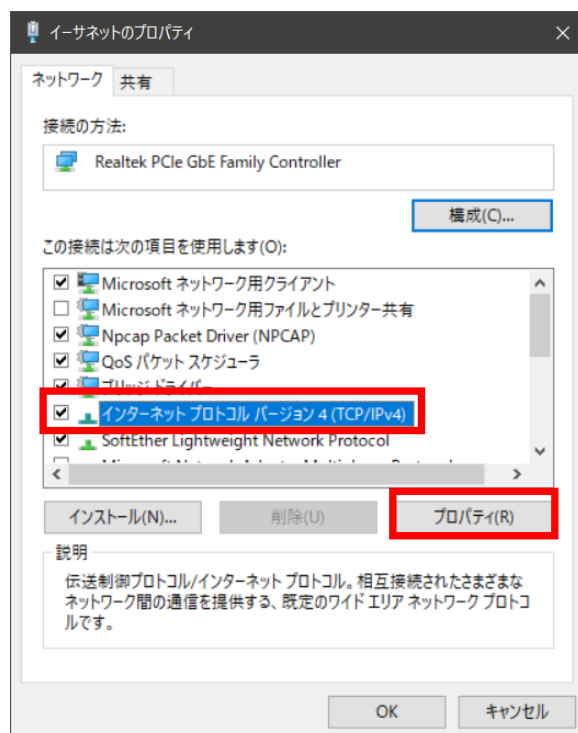 イーサネットのプロパティ
ネットワーク 共有
接続の方法:
Realtek PCIe GbE Family Controller
構成(C)...
この接続は次の項目を使用します(O):
Microsoft ネットワーク用クライアント
Microsoft ネットワーク用ファイルとプリンター共有
Npcap Packet Driver (NPCAP)
QoS パケット スケジューラ
ブリッジ ドライバー
インターネット プロトコル バージョン 4 (TCP/IPv4)
SoftEther Lightweight Network Protocol
インストール(N)... 削除(U) プロパティ(R)
説明
伝送制御プロトコル/インターネット プロトコル。相互接続されたさまざまな
ネットワーク間の通信を提供する、既定のワイド エリア ネットワーク プロトコ
ルです。
OK キャンセル